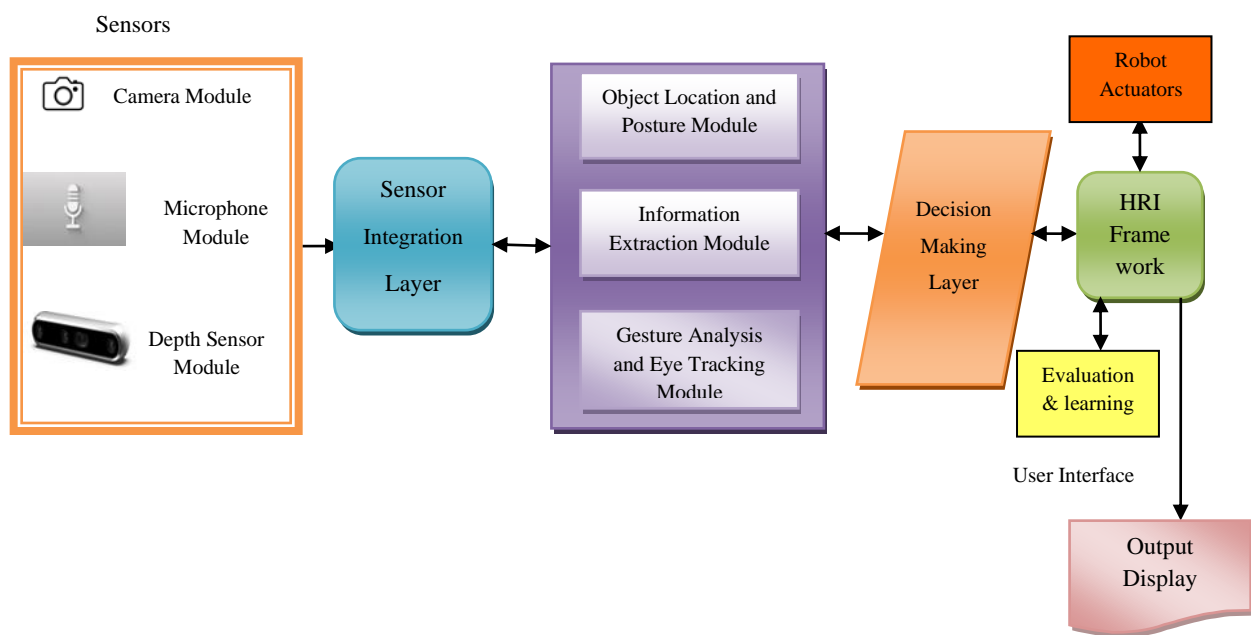 Sensors
Camera Module
Microphone
Module
Depth Sensor
Module
Sensor
Integration
Layer
Object Location and
Posture Module
Information
Extraction Module
Gesture Analysis
and Eye Tracking
Module
Decision
Making
Layer
Robot
Actuators
HRI
Frame
work
Evaluation
& learning
User Interface
Output
Display